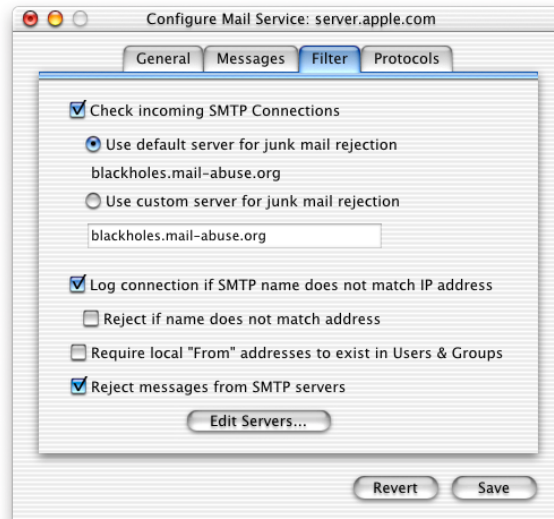 Configure Mail Service: server.apple.com
General Messages Filter Protocols
Check incoming SMTP Connections
Use default server for junk mail rejection
blackholes.mail-abuse.org
Use custom server for junk mail rejection
blackholes.mail-abuse.org
Log connection if SMTP name does not match IP address
Reject if name does not match address
Require local "From" addresses to exist in Users & Groups
Reject messages from SMTP servers
Edit Servers...
Revert Save